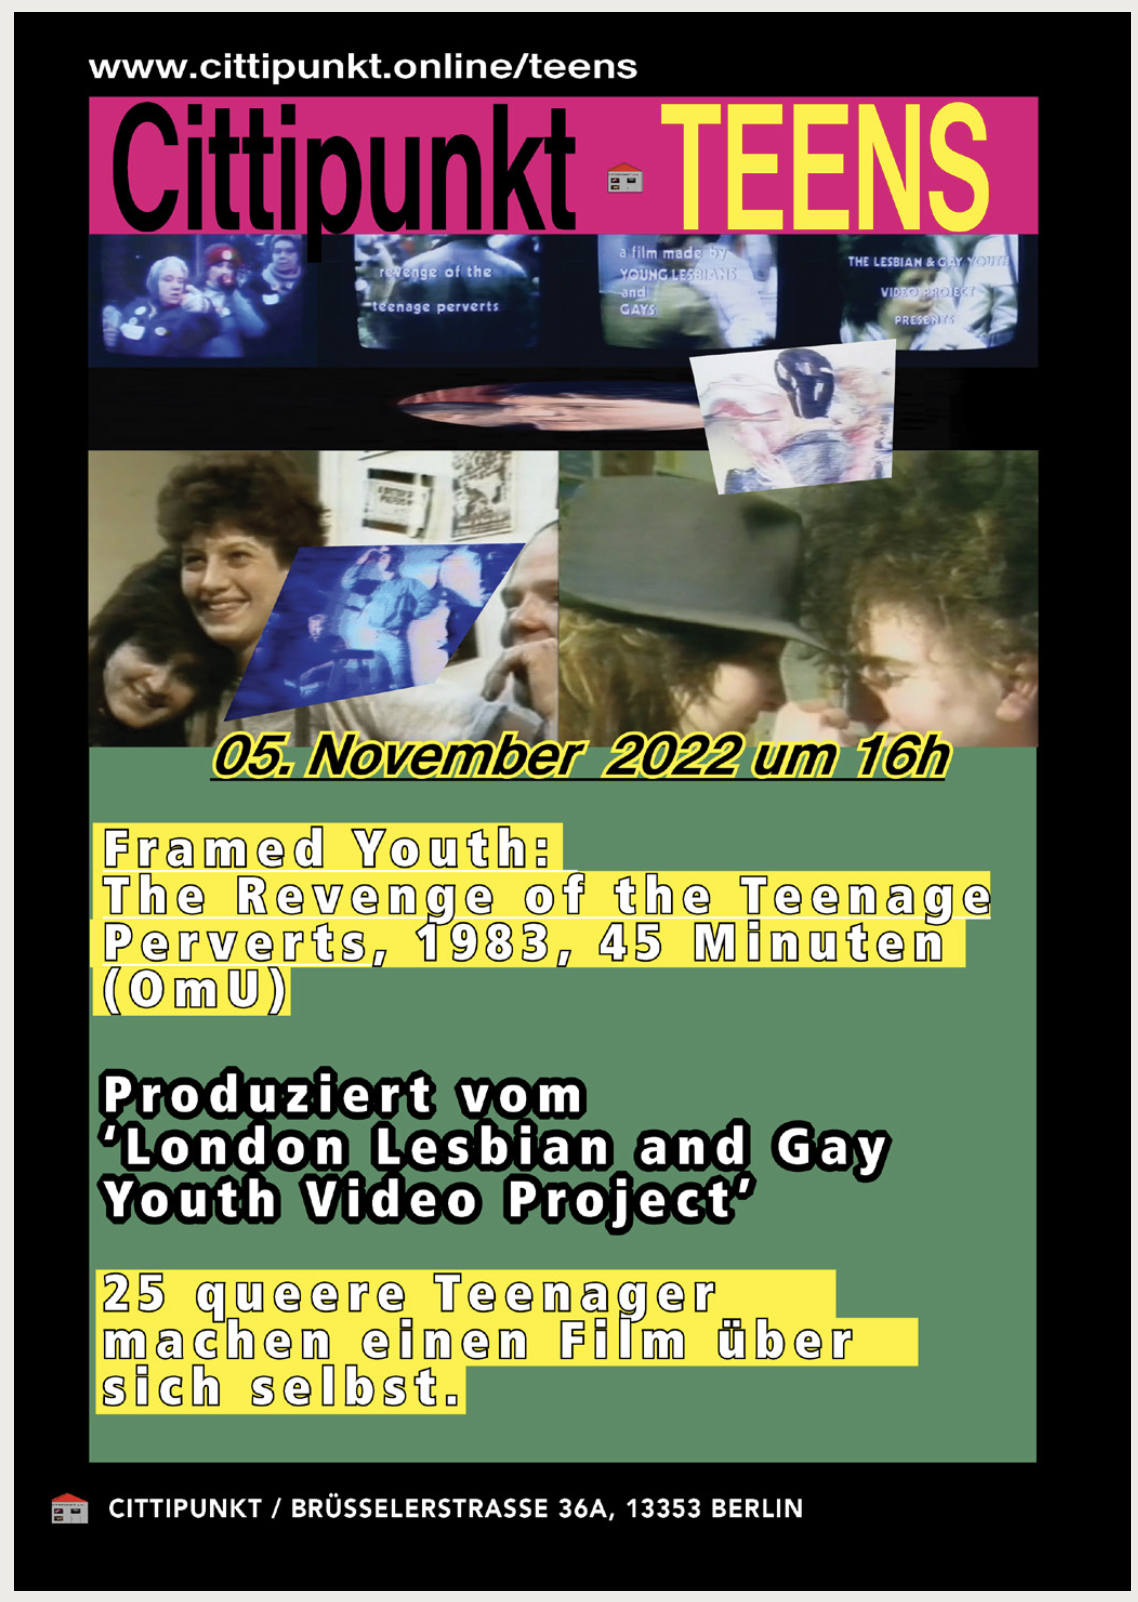 www.cittipunkt.online/teens
Cittipunkt TEENS
revenge of the
teenage perverts
a film made by
YOUNG LESBIANS
and
GAYS
THE LESBIAN & GAY YOUTH
VIDEO PROJECT
PRESENTS
05. November 2022 um 16h
Framed Youth:
The Revenge of the Teenage
Perverts, 1983, 45 Minuten
(OmU)
Produziert vom
‘London Lesbian and Gay
Youth Video Project’
25 queere Teenager
machen einen Film über
sich selbst.
CITTIPUNKT / BRÜSSELERSTRASSE 36A, 13353 BERLIN